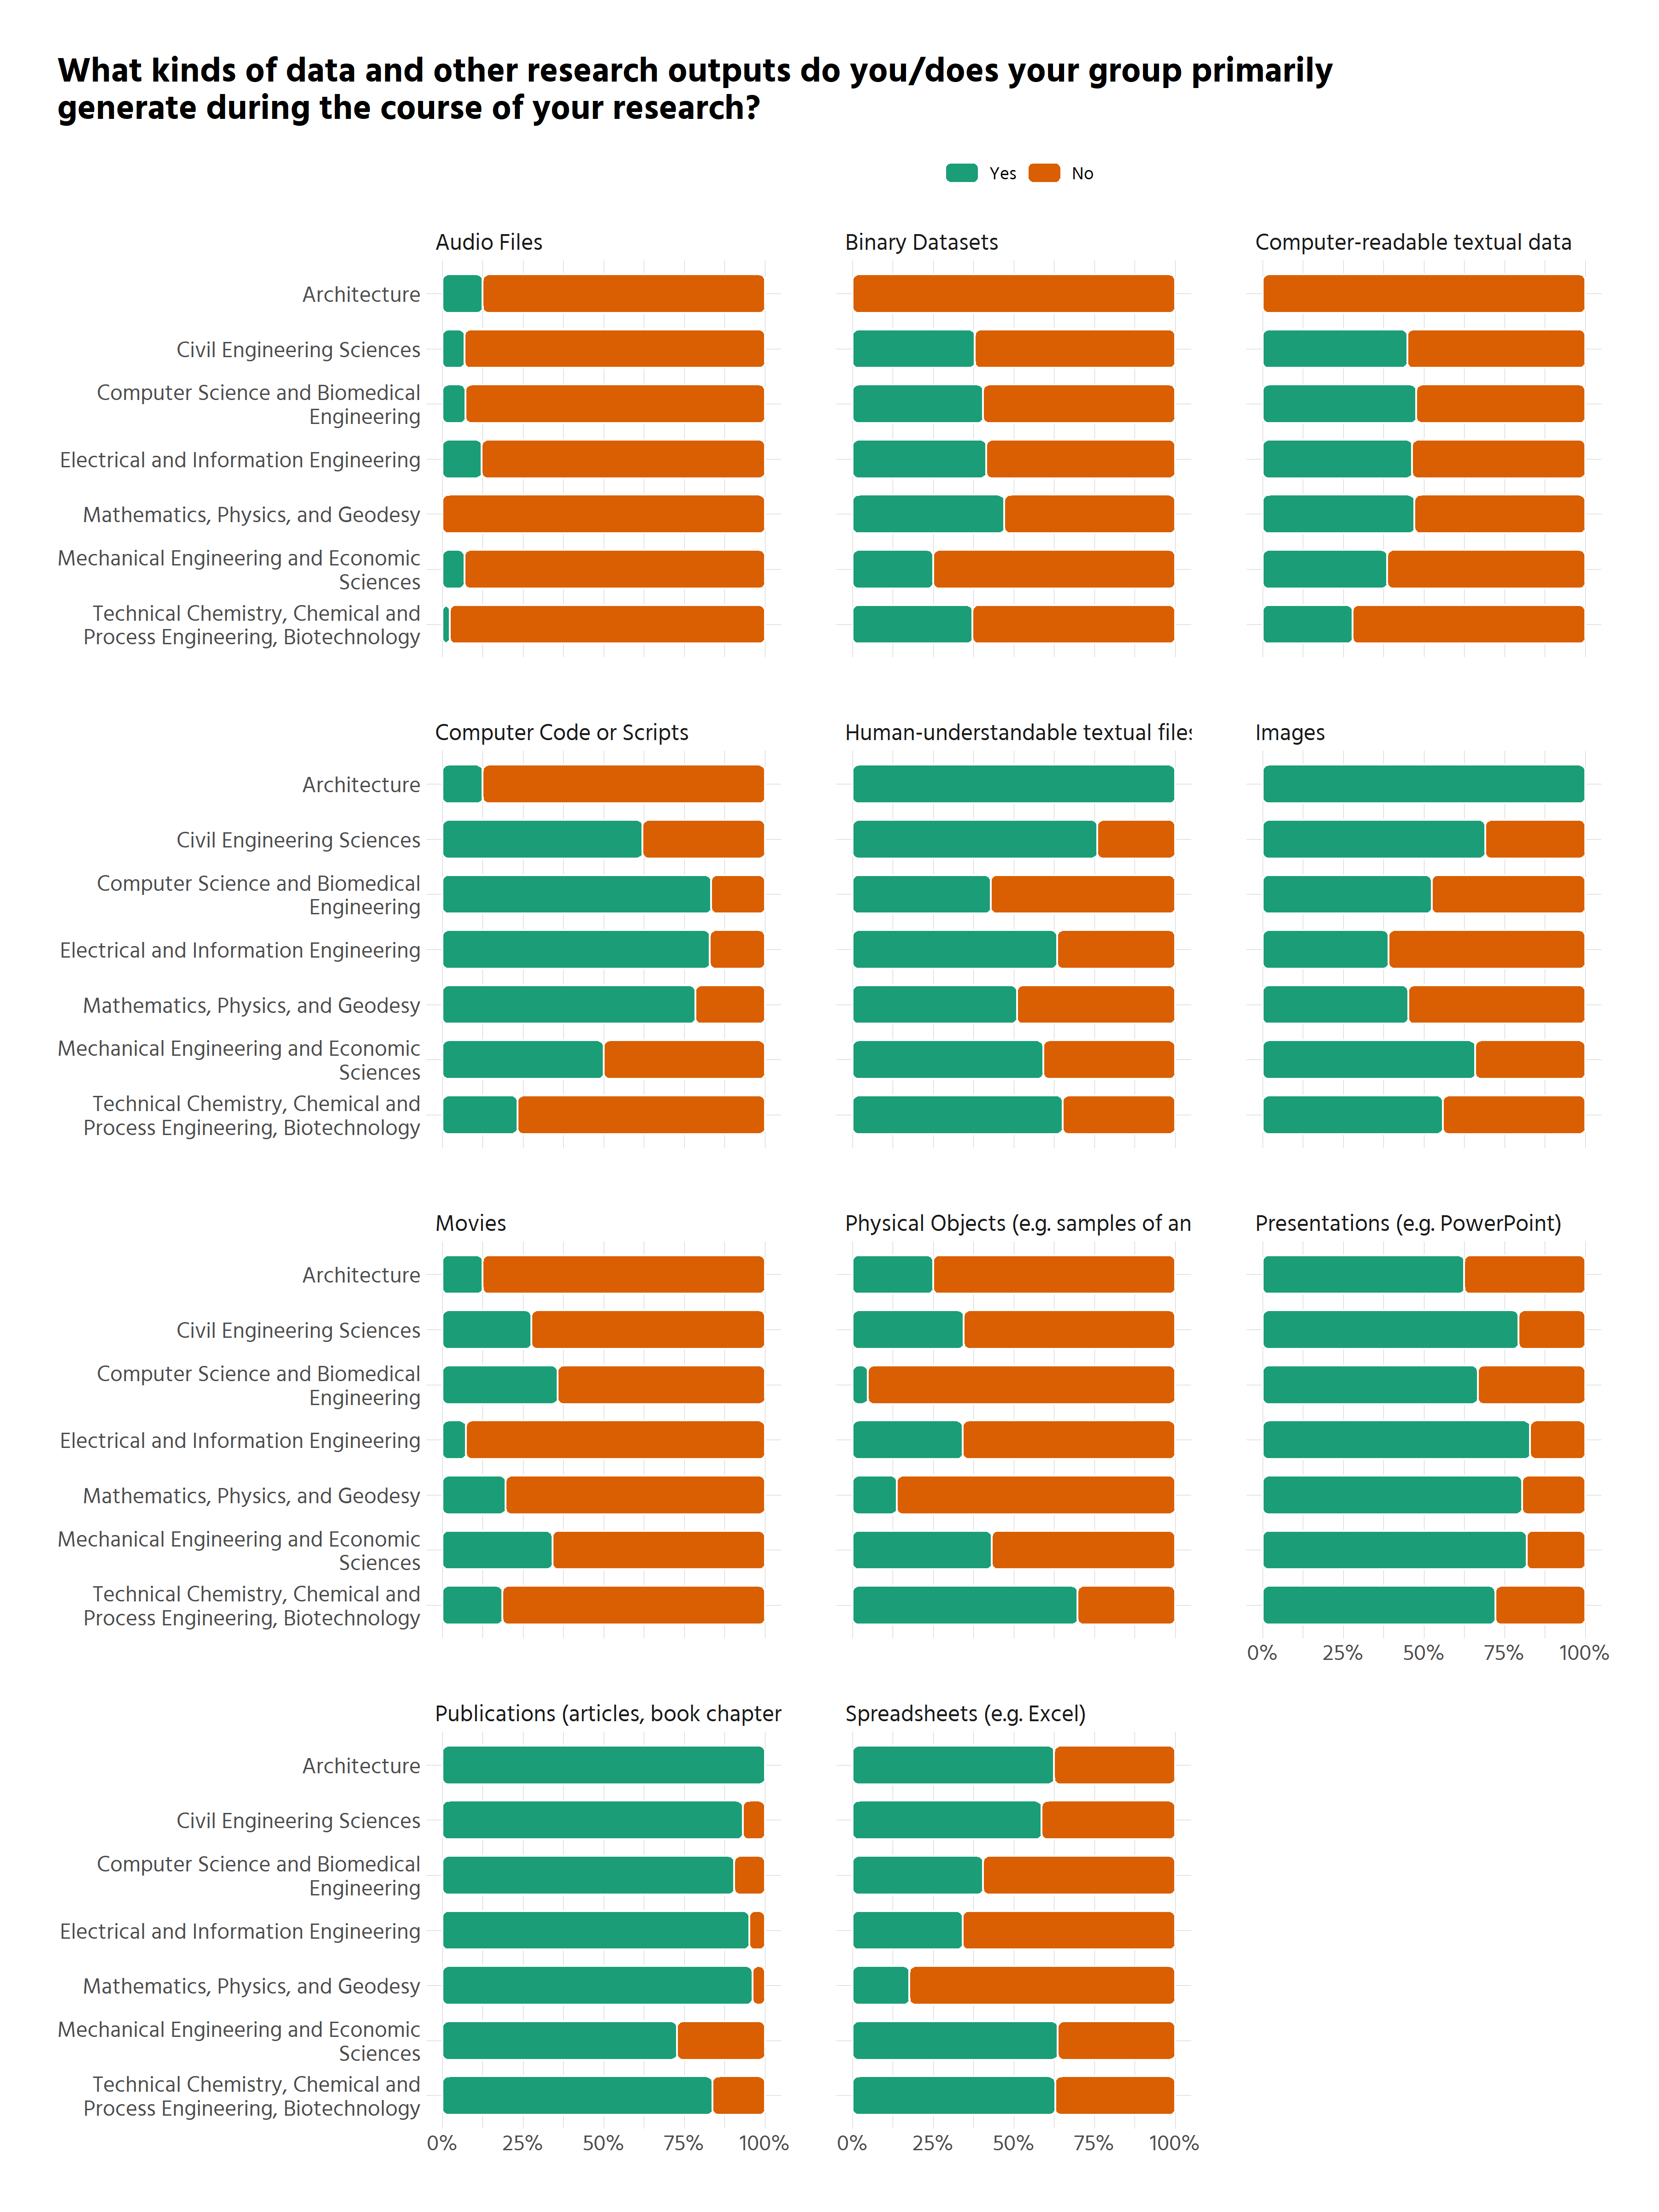 What kinds of data and other research outputs do you/does your group primarily
generate during the course of your research?
Yes No
Audio Files Binary Datasets Computer-readable textual data
Architecture
Civil Engineering Sciences
Computer Science and Biomedical
Engineering
Electrical and Information Engineering
Mathematics, Physics, and Geodesy
Mechanical Engineering and Economic
Sciences
Technical Chemistry, Chemical and
Process Engineering, Biotechnology
Computer Code or Scripts Human-understandable textual files Images
Architecture
Civil Engineering Sciences
Computer Science and Biomedical
Engineering
Electrical and Information Engineering
Mathematics, Physics, and Geodesy
Mechanical Engineering and Economic
Sciences
Technical Chemistry, Chemical and
Process Engineering, Biotechnology
Movies Physical Objects (e.g. samples of an Presentations (e.g. PowerPoint)
Architecture
Civil Engineering Sciences
Computer Science and Biomedical
Engineering
Electrical and Information Engineering
Mathematics, Physics, and Geodesy
Mechanical Engineering and Economic
Sciences
Technical Chemistry, Chemical and
Process Engineering, Biotechnology
0% 25% 50% 75% 100%
Publications (articles, book chapter Spreadsheets (e.g. Excel)
Architecture
Civil Engineering Sciences
Computer Science and Biomedical
Engineering
Electrical and Information Engineering
Mathematics, Physics, and Geodesy
Mechanical Engineering and Economic
Sciences
Technical Chemistry, Chemical and
Process Engineering, Biotechnology
0% 25% 50% 75% 100% 0% 25% 50% 75% 100%